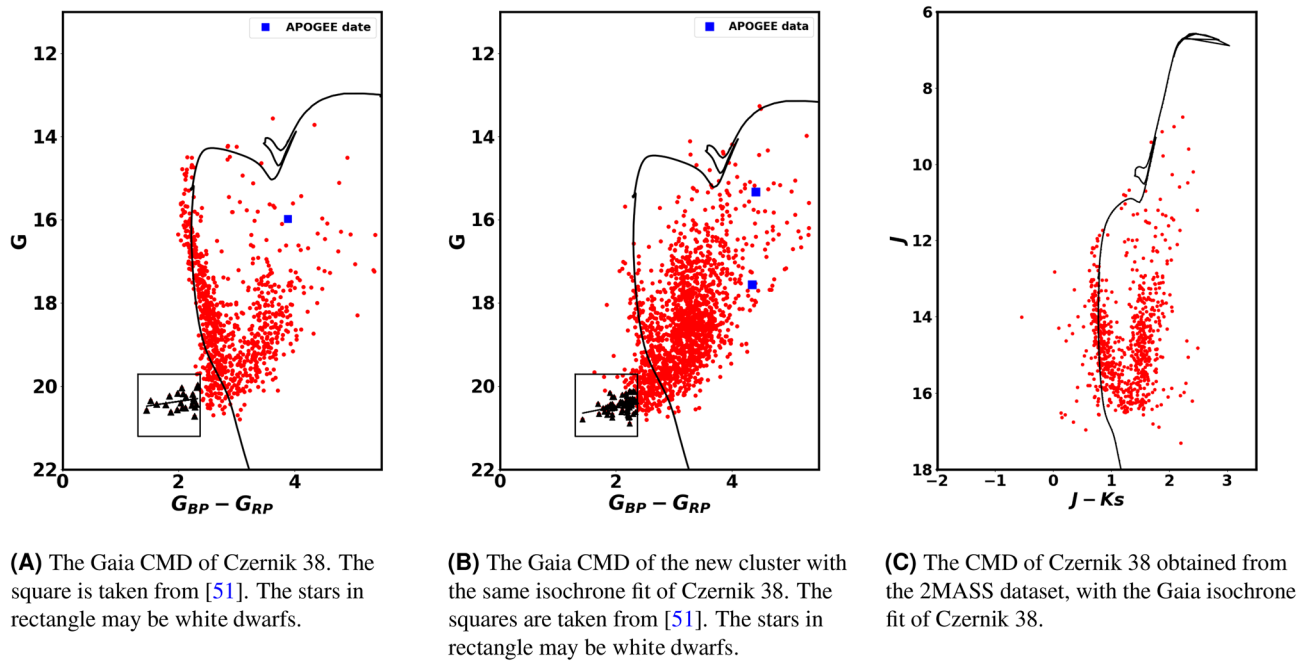 APOGEE date
12
14
16
18
20
22
0
2
4
G
G_BP − G_RP
APOGEE data
12
14
16
18
20
22
0
2
4
G
G_BP − G_RP
6
8
10
12
14
16
18
−2
−1
0
1
2
3
J
J − Ks
(A) The Gaia CMD of Czernik 38. The
square is taken from [51]. The stars in
rectangle may be white dwarfs.
(B) The Gaia CMD of the new cluster with
the same isochrone fit of Czernik 38. The
squares are taken from [51]. The stars in
rectangle may be white dwarfs.
(C) The CMD of Czernik 38 obtained from
the 2MASS dataset, with the Gaia isochrone
fit of Czernik 38.